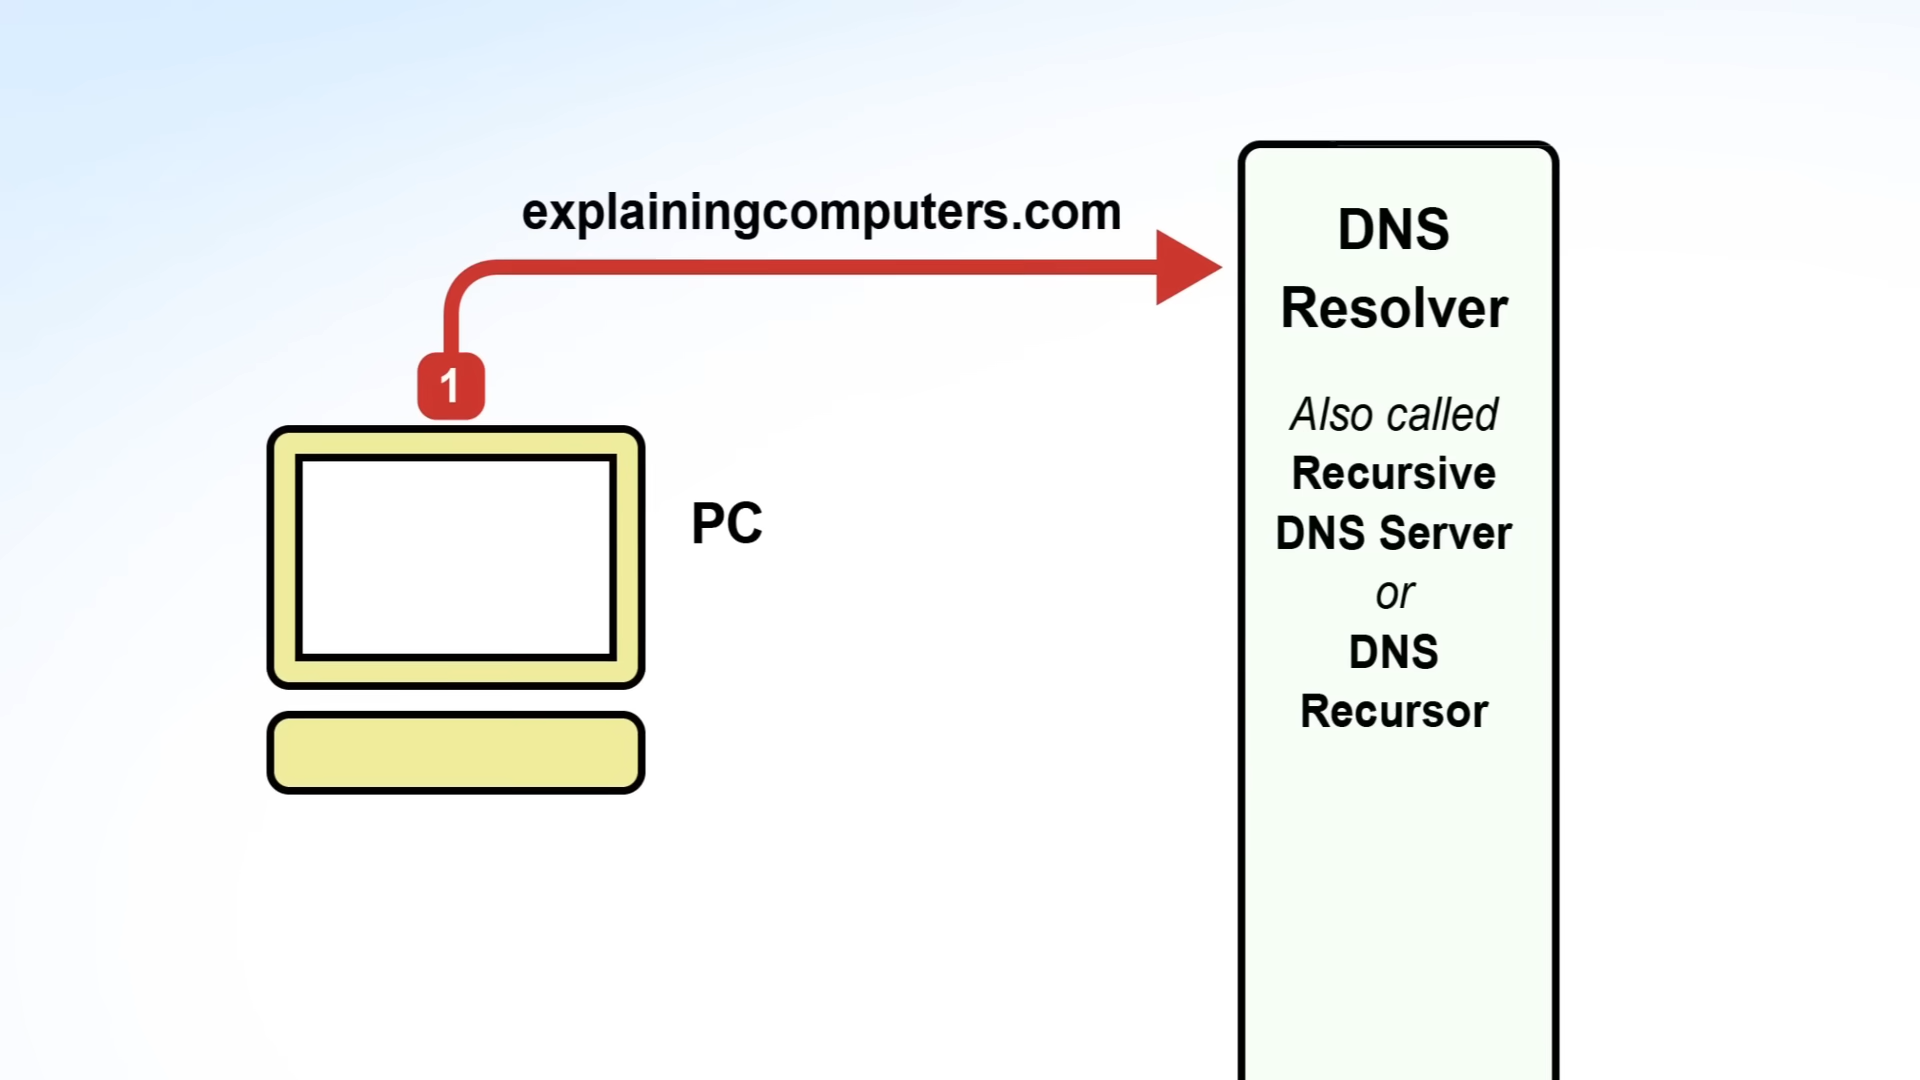 explainingcomputers.com
1
PC
DNS
Resolver
Also called
Recursive
DNS Server
or
DNS
Recursor